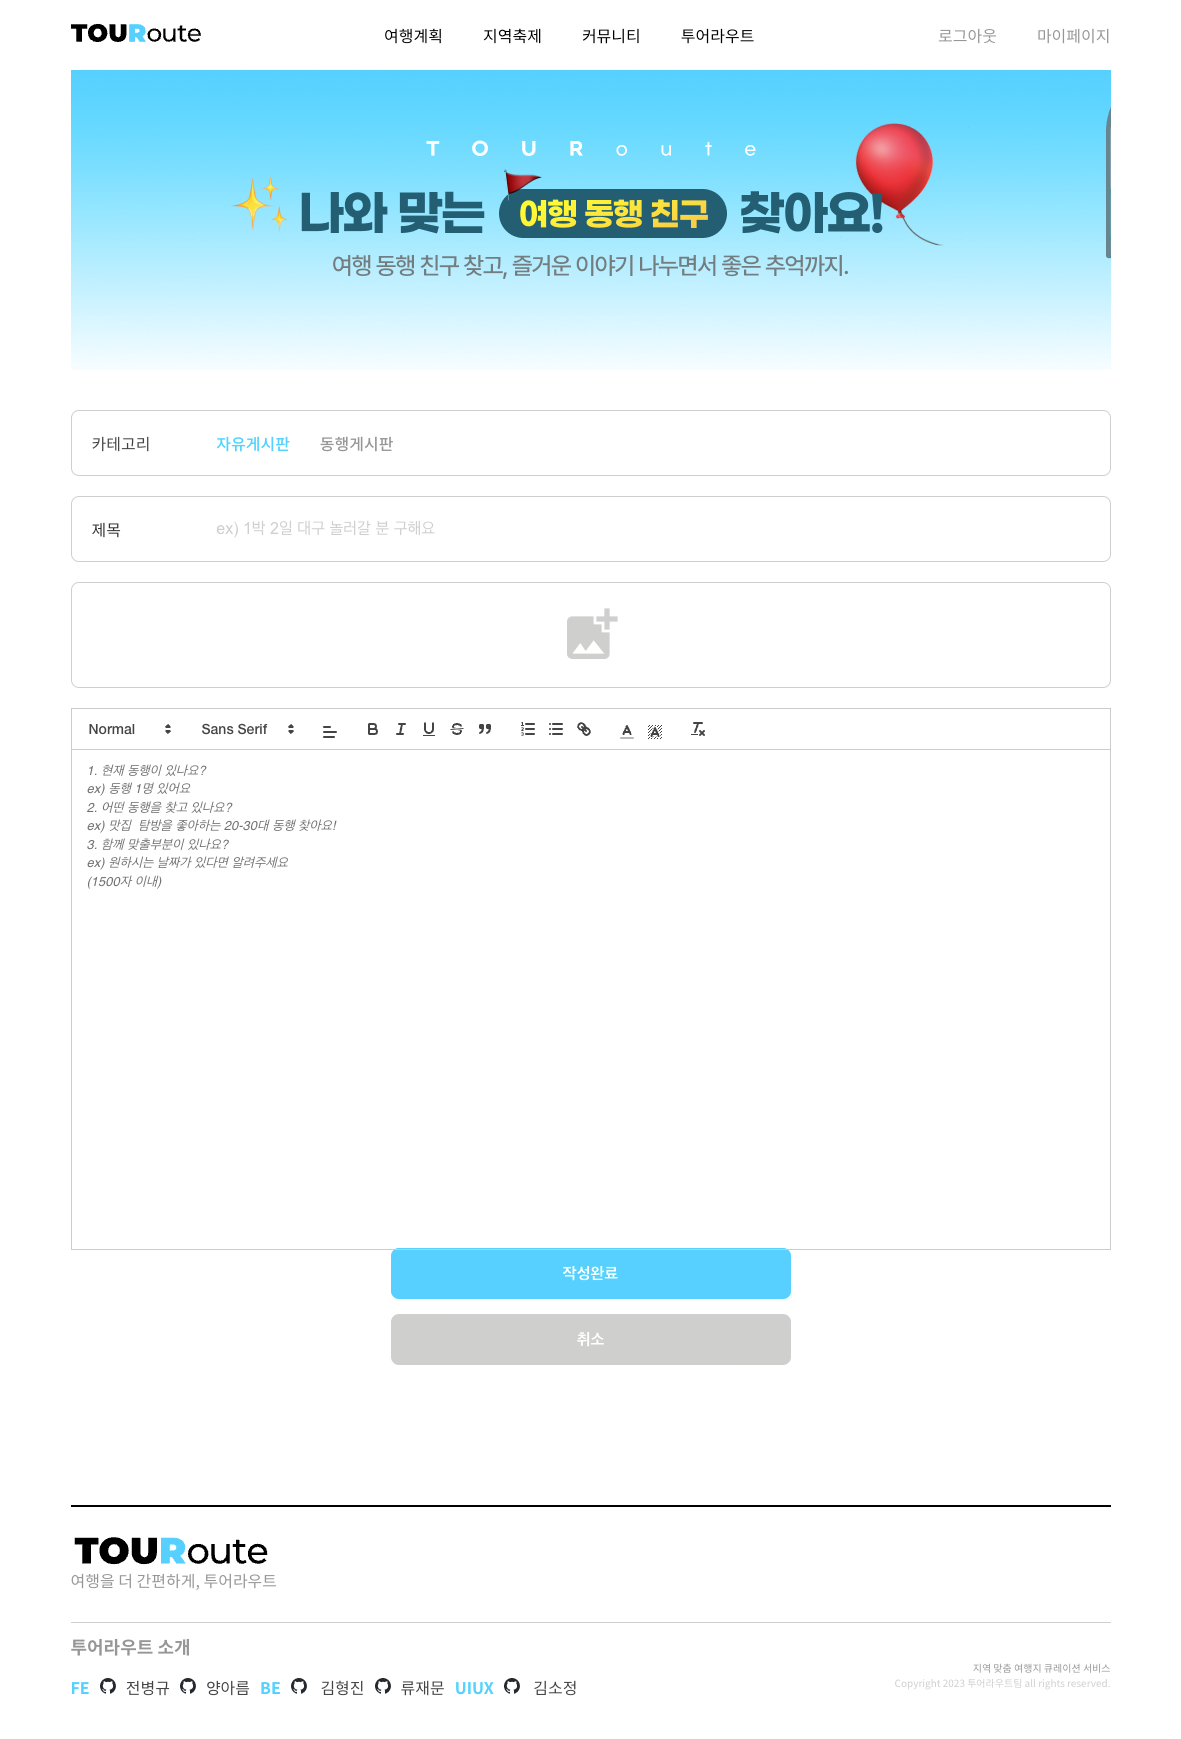 TOURoute
여행계획 지역축제 커뮤니티 투어라우트 로그아웃 마이페이지
TOURoute
나와 맞는 여행 동행 친구 찾아요!
여행 동행 친구 찾고, 즐거운 이야기 나누면서 좋은 추억까지.
카테고리 자유게시판 동행게시판
제목 ex) 1박 2일 대구 놀러갈 분 구해요
Normal Sans Serif
1. 현재 동행이 있나요?
ex) 동행 1명 있어요
2. 어떤 동행을 찾고 있나요?
ex) 맛집 탐방을 좋아하는 20-30대 동행 찾아요!
3. 함께 맞출부분이 있나요?
ex) 원하시는 날짜가 있다면 알려주세요
(1500자 이내)
작성완료
취소
TOURoute
여행을 더 간편하게, 투어라우트
투어라우트 소개
FE 전병규 양아름 BE 김형진 류재문 UIUX 김소정
지역 맞춤 여행지 큐레이션 서비스
Copyright 2023 투어라우트팀 all rights reserved.